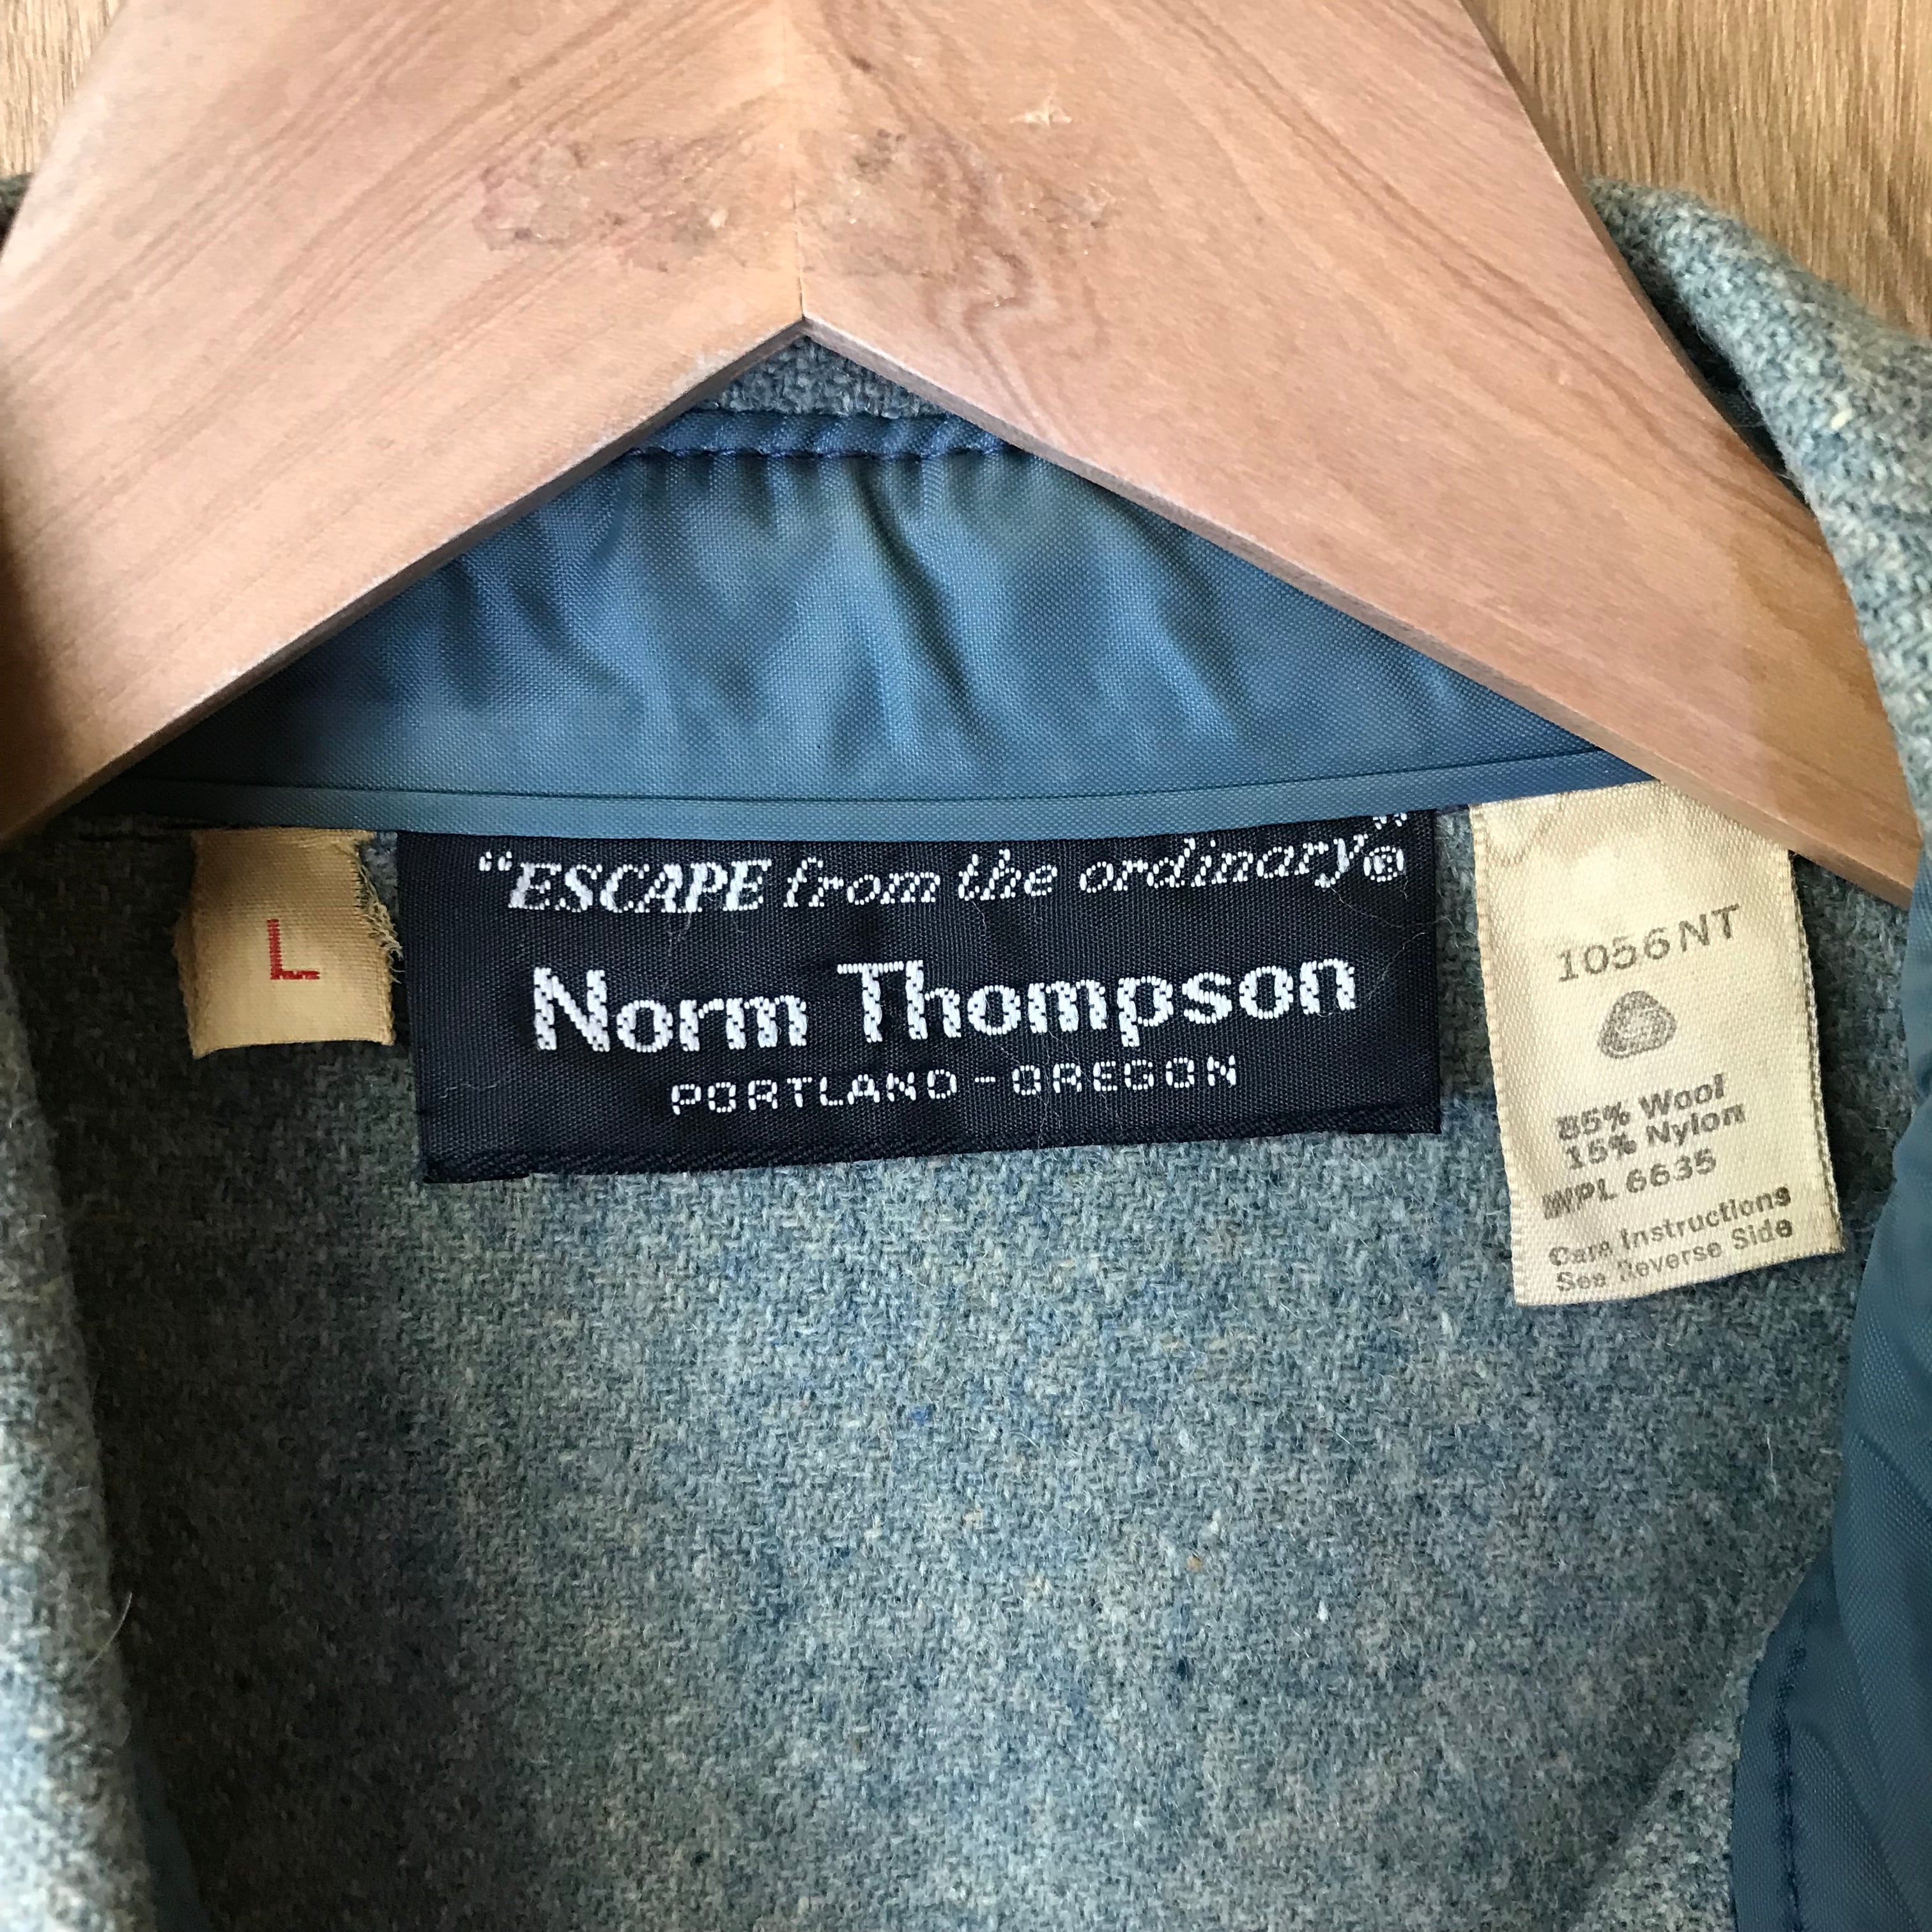 L
"ESCAPE from the ordinary"®
Norm Thompson
PORTLAND-OREGON
1056NT
85% Wool
15% Nylon
WPL 6635
Care Instructions
See Reverse Side